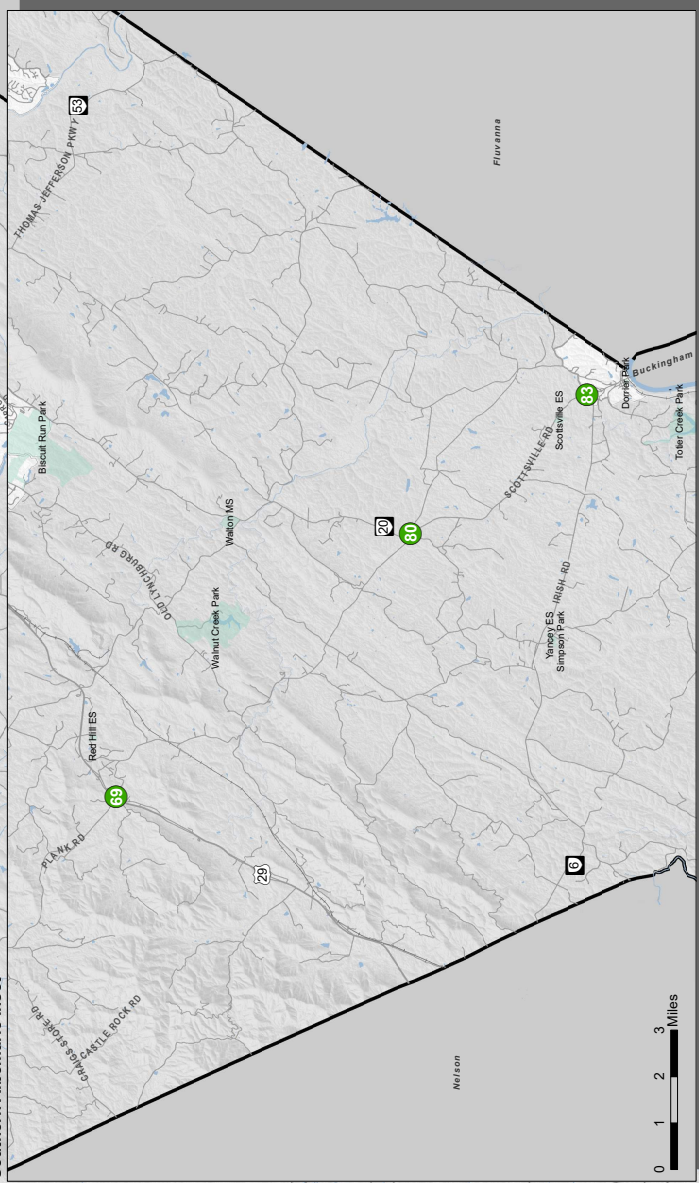 CRAIGS STORE RD
Biscuit Run Park
THOMAS JEFFERSON PKWY
PLANK RD
53
Red Hill ES
CASTLE ROCK RD
69
OLD LYNCHBURG RD
Walnut Creek Park
Walton MS
29
20
80
Nelson
Fluvanna
SCOTTSVILLE RD
Yancey ES
Simpson Park
Scottsville ES
IRISH RD
6
83
Dorrier Park
Buckingham
Totier Creek Park
0 1 2 3
Miles